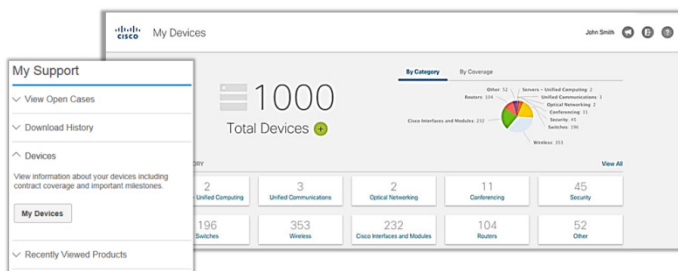 CISCO My Devices
John Smith
My Support
View Open Cases
Download History
Devices
View information about your devices including
contract coverage and important milestones.
My Devices
Recently Viewed Products
1000
Total Devices
By Category By Coverage
Other: 52
Servers – Unified Computing: 2
Routers: 104
Unified Communications: 3
Optical Networking: 2
Conferencing: 11
Security: 45
Cisco Interfaces and Modules: 232
Switches: 196
Wireless: 353
ORY
View All
2
– Unified Computing
3
Unified Communications
2
Optical Networking
11
Conferencing
45
Security
196
Switches
353
Wireless
232
Cisco Interfaces and Modules
104
Routers
52
Other